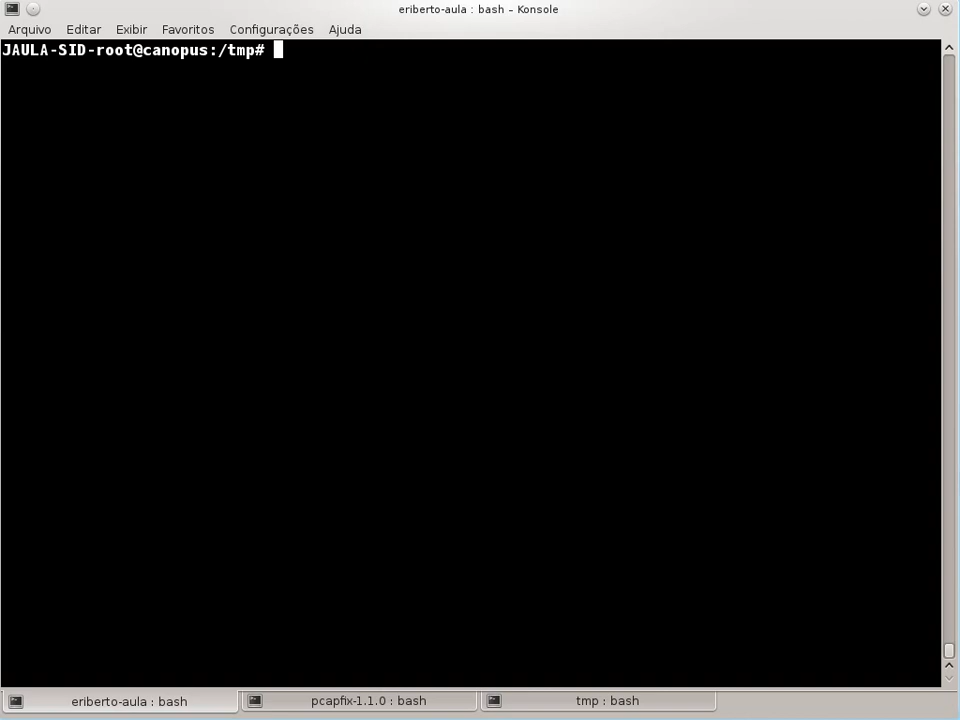 eriberto-aula : bash – Konsole
Arquivo Editar Exibir Favoritos Configurações Ajuda
JAULA-SID-root@canopus:/tmp#
eriberto-aula : bash pcapfix-1.1.0 : bash tmp : bash